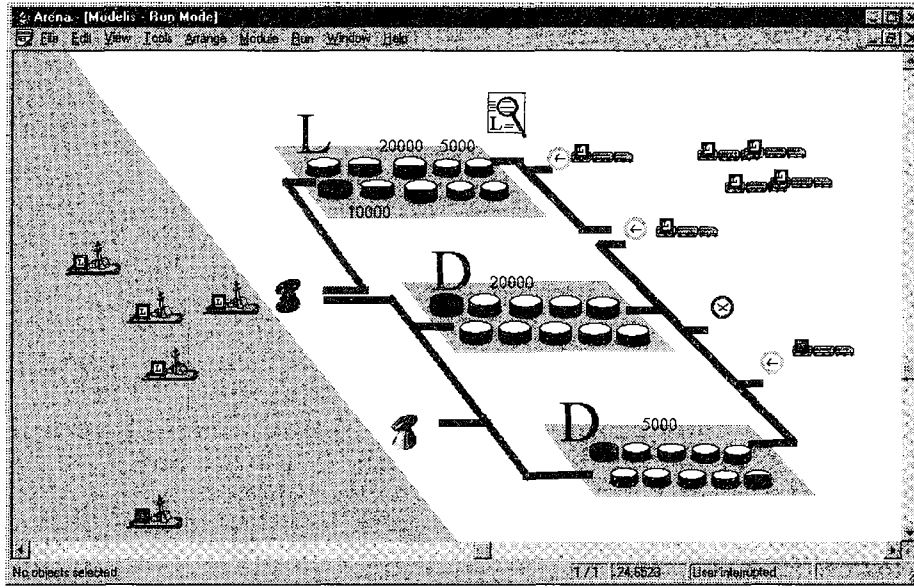 Arena - [Modelis - Run Mode]
File Edit View Tools Arrange Module Run Window Help
L=
L
20000 5000
10000
D
20000
D
5000
No objects selected
1 / 1
24.6523
User interrupted